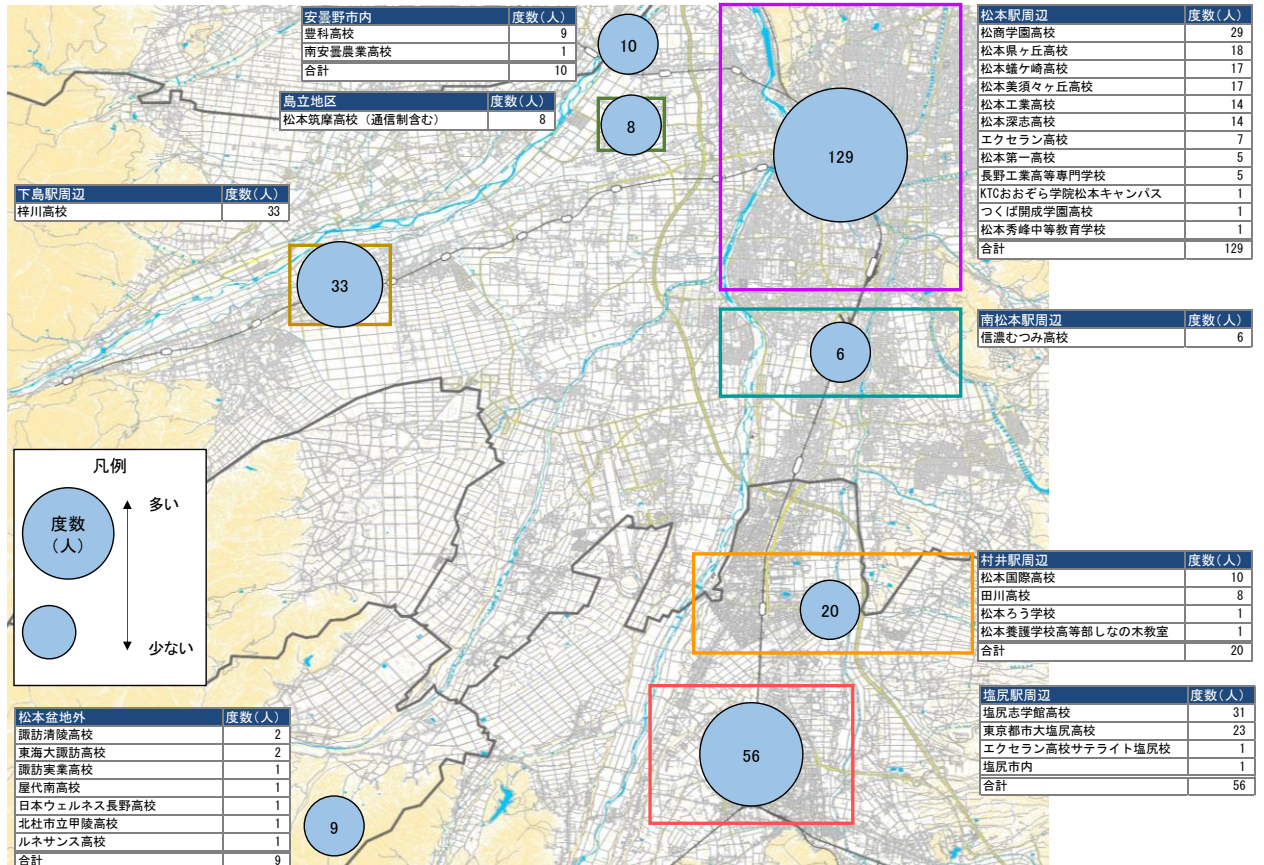 安曇野市内 度数(人)
豊科高校 9
南安曇農業高校 1
合計 10
島立地区 度数(人)
松本筑摩高校（通信制含む） 8
下島駅周辺 度数(人)
梓川高校 33
10
8
129
33
6
20
56
9
松本駅周辺 度数(人)
松商学園高校 29
松本県ヶ丘高校 18
松本蟻ケ崎高校 17
松本美須々ヶ丘高校 17
松本工業高校 14
松本深志高校 14
エクセラン高校 7
松本第一高校 5
長野工業高等専門学校 5
KTCおおぞら学院松本キャンパス 1
つくば開成学園高校 1
松本秀峰中等教育学校 1
合計 129
南松本駅周辺 度数(人)
信濃むつみ高校 6
凡例
度数
（人）
多い
少ない
村井駅周辺 度数(人)
松本国際高校 10
田川高校 8
松本ろう学校 1
松本養護学校高等部しなの木教室 1
合計 20
塩尻駅周辺 度数(人)
塩尻志学館高校 31
東京都市大塩尻高校 23
エクセラン高校サテライト塩尻校 1
塩尻市内 1
合計 56
松本盆地外 度数(人)
諏訪清陵高校 2
東海大諏訪高校 2
諏訪実業高校 1
屋代南高校 1
日本ウェルネス長野高校 1
北杜市立甲陵高校 1
ルネサンス高校 1
合計 9